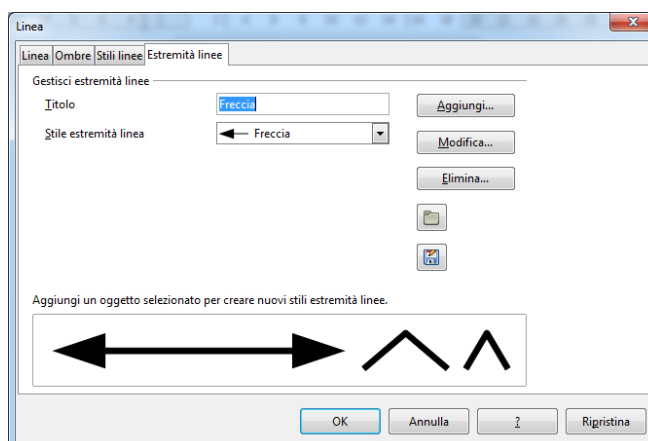 Linea
Linea Ombre Stili linee Estremità linee
Gestisci estremità linee
Titolo Freccia Aggiungi...
Stile estremità linea Freccia Modifica...
Elimina...
Aggiungi un oggetto selezionato per creare nuovi stili estremità linee.
OK Annulla ? Ripristina